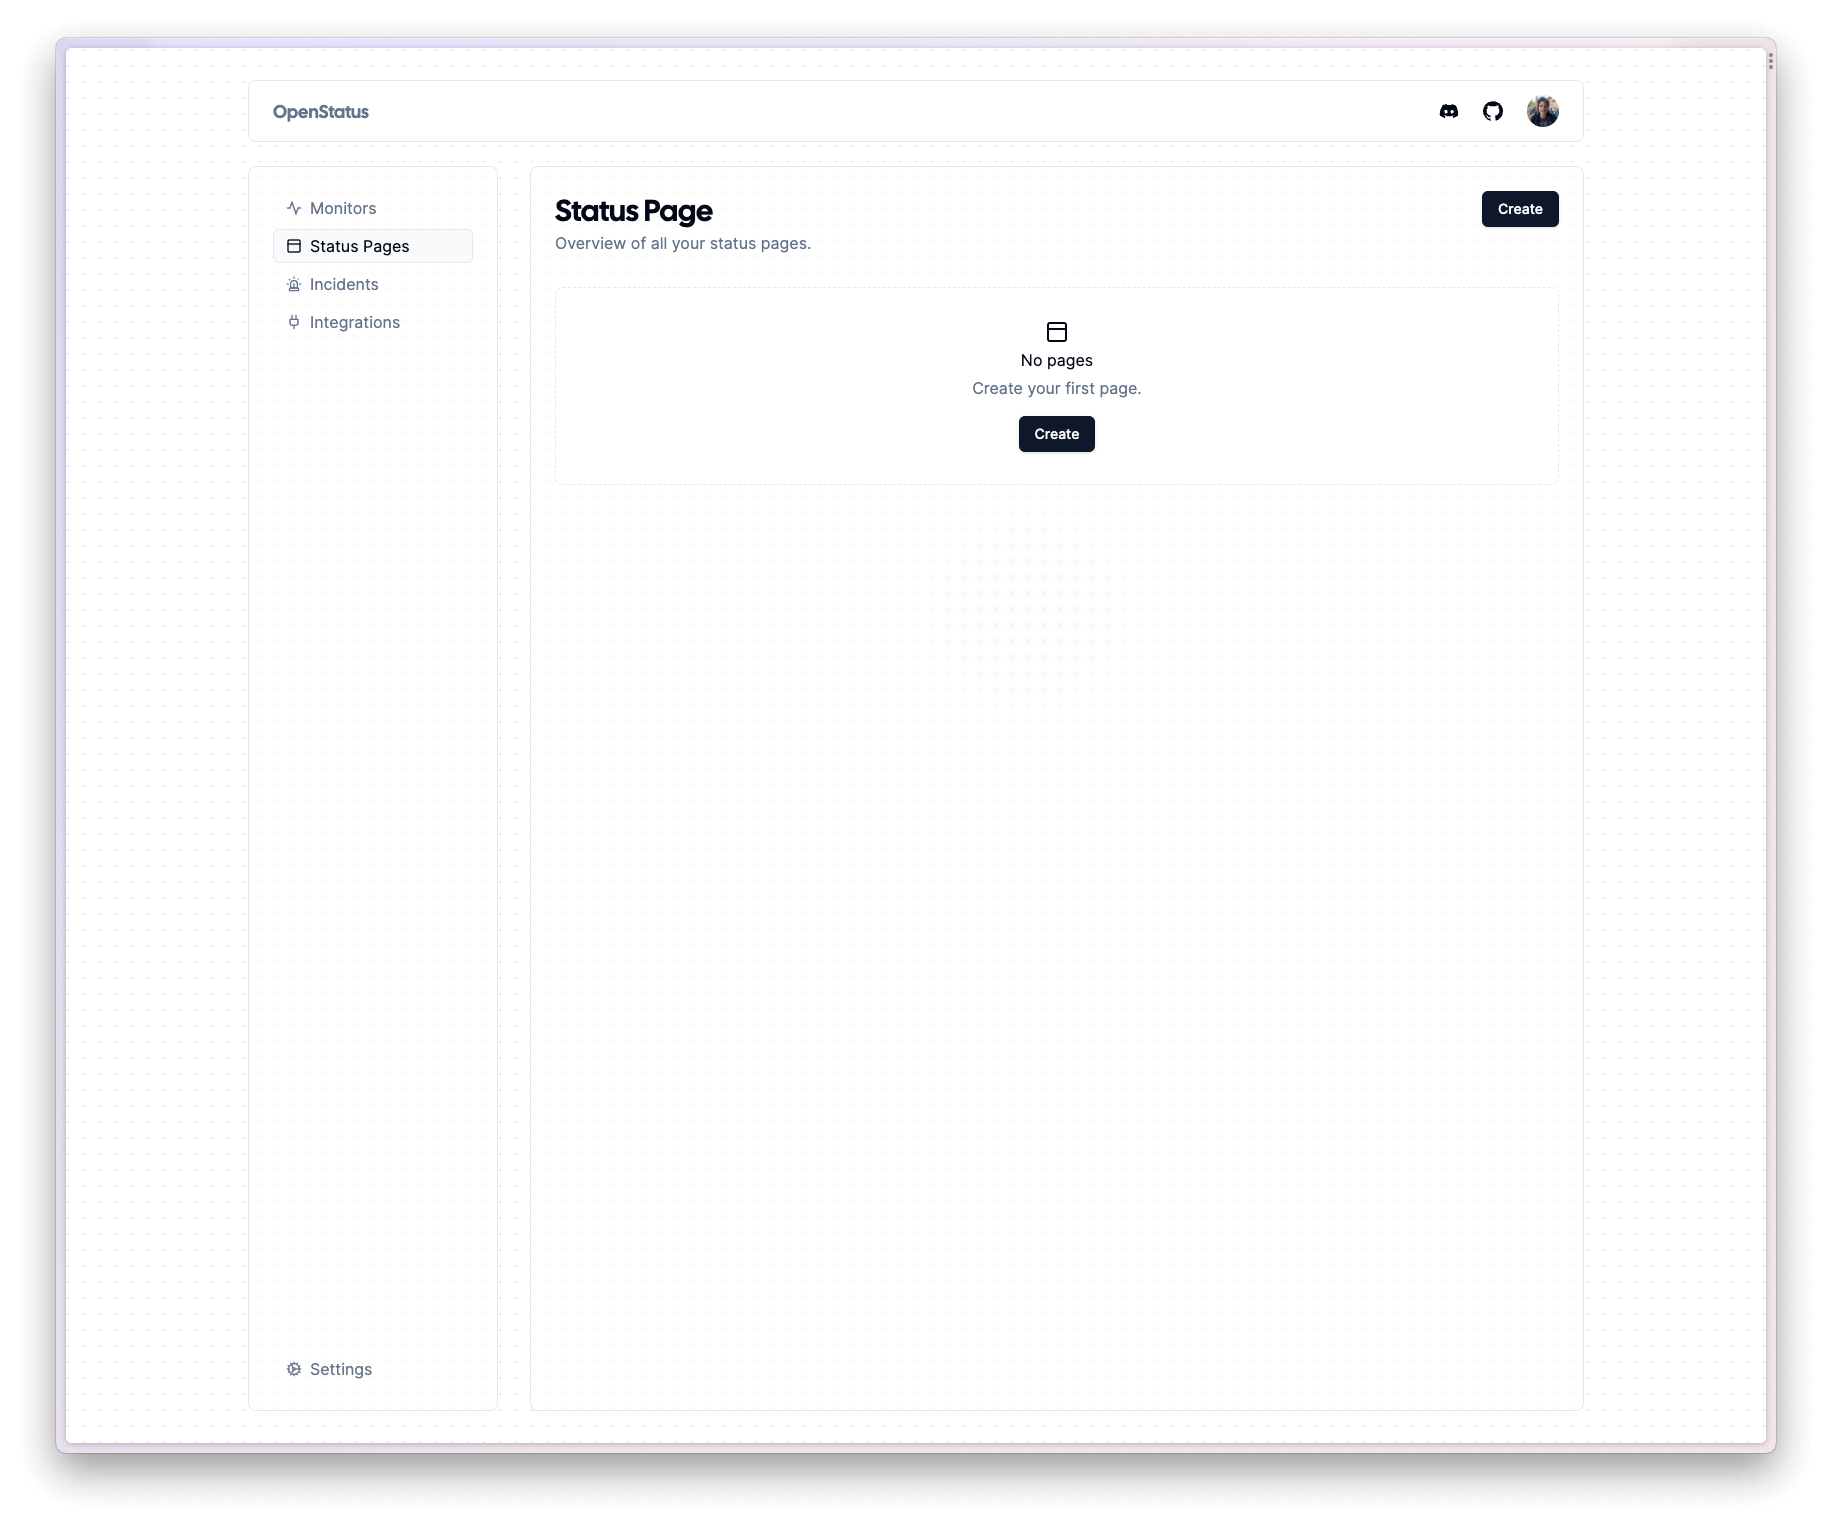 OpenStatus
Monitors
Status Pages
Incidents
Integrations
Settings
Status Page
Create
Overview of all your status pages.
No pages
Create your first page.
Create